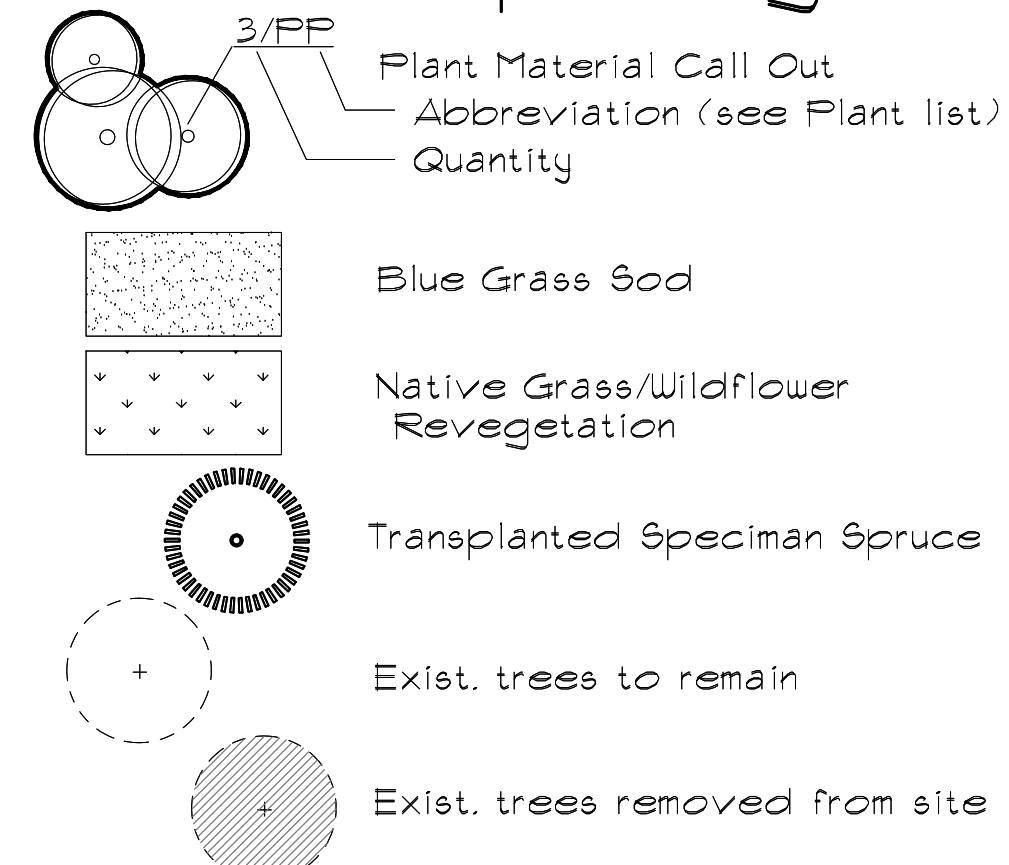 3/PP
Plant Material Call Out
Abbreviation (see Plant list)
Quantity
Blue Grass Sod
Native Grass/Wildflower
Revegetation
Transplanted Speciman Spruce
Exist. trees to remain
Exist. trees removed from site